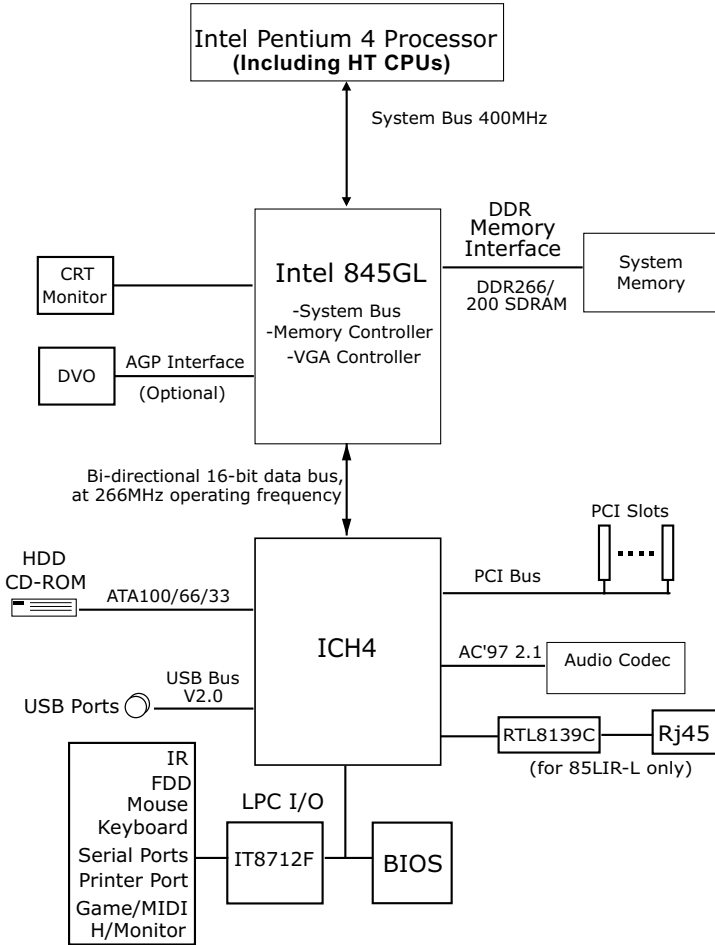 Intel Pentium 4 Processor
(Including HT CPUs)
System Bus 400MHz
DDR
Memory
Interface
DDR266/
200 SDRAM
System
Memory
CRT
Monitor
Intel 845GL
-System Bus
-Memory Controller
-VGA Controller
DVO
AGP Interface
(Optional)
Bi-directional 16-bit data bus,
at 266MHz operating frequency
PCI Slots
PCI Bus
HDD
CD-ROM
ATA100/66/33
ICH4
AC'97 2.1
Audio Codec
USB Ports
USB Bus
V2.0
RTL8139C
Rj45
(for 85LIR-L only)
IR
FDD
Mouse
Keyboard
Serial Ports
Printer Port
Game/MIDI
H/Monitor
LPC I/O
IT8712F
BIOS